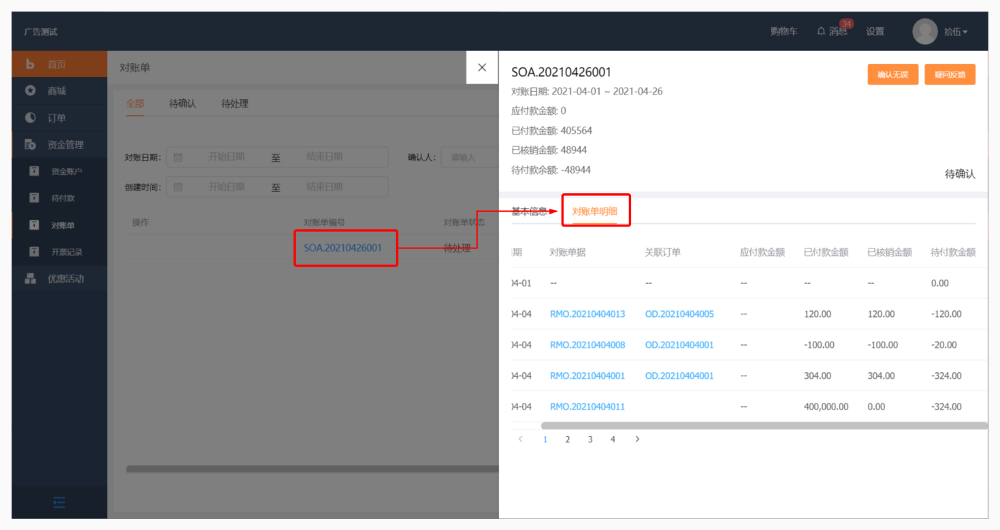 广告测试
购物车 消息 34 设置 拾伍
首页
商城
订单
资金管理
资金账户
待付款
对账单
开票记录
优惠活动
对账单
全部 待确认 待处理
对账日期: 开始日期 至 结束日期 确认人: 请输入
创建时间: 开始日期 至 结束日期
操作 对账单编号 对账单状态
SOA.20210426001 待处理
SOA.20210426001
确认无误 疑问反馈
对账日期: 2021-04-01 ~ 2021-04-26
应付款金额: 0
已付款金额: 405564
已核销金额: 48944
待付款余额: -48944
待确认
基本信息 对账单明细
期 对账单据 关联订单 应付款金额 已付款金额 已核销金额 待付款金额
04-01 -- -- -- -- -- 0.00
04-04 RMO.20210404013 OD.20210404005 -- 120.00 120.00 -120.00
04-04 RMO.20210404008 OD.20210404001 -- -100.00 -100.00 -20.00
04-04 RMO.20210404001 OD.20210404001 -- 304.00 304.00 -324.00
04-04 RMO.20210404011 -- 400,000.00 0.00 -324.00
< 1 2 3 4 >